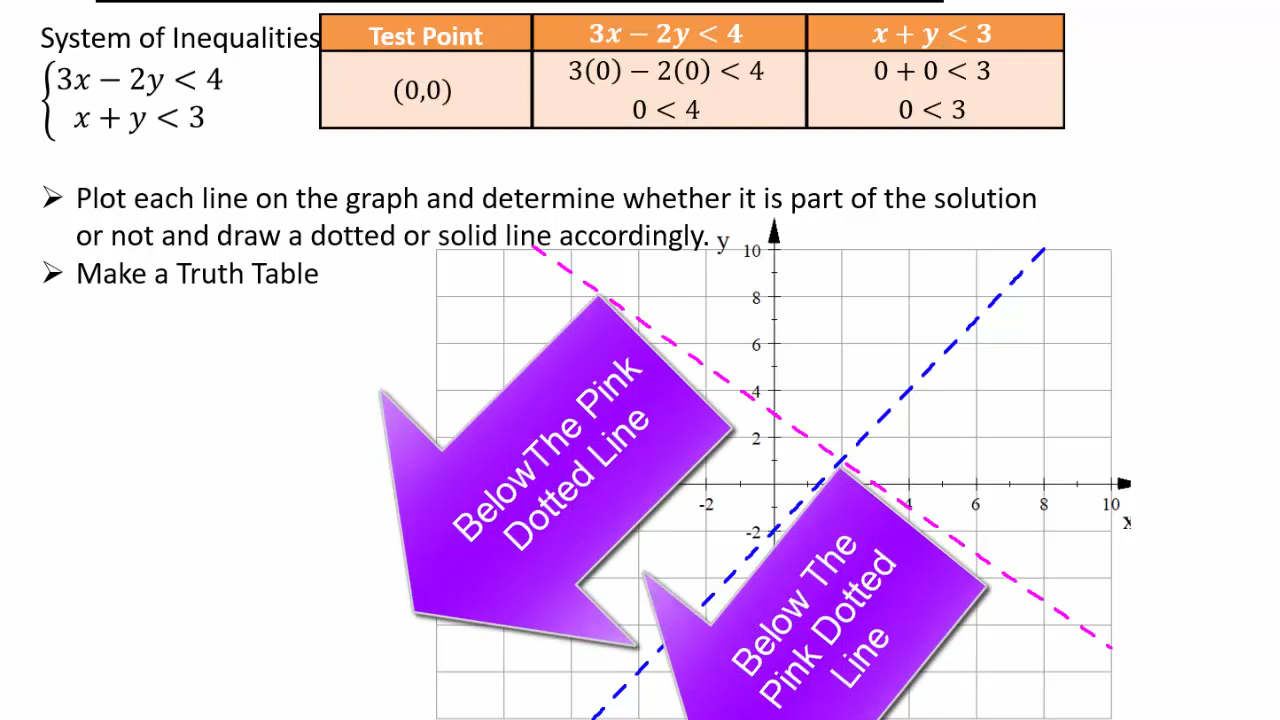 System of Inequalities
{3x − 2y < 4
x + y < 3
Test Point
3x − 2y < 4
x + y < 3
(0,0)
3(0) − 2(0) < 4
0 < 4
0 + 0 < 3
0 < 3
➢ Plot each line on the graph and determine whether it is part of the solution
or not and draw a dotted or solid line accordingly.
➢ Make a Truth Table
y
10
8
6
4
2
-2
-2
4
6
8
10
x
BelowThe Pink
Dotted Line
Below The
Pink Dotted
Line